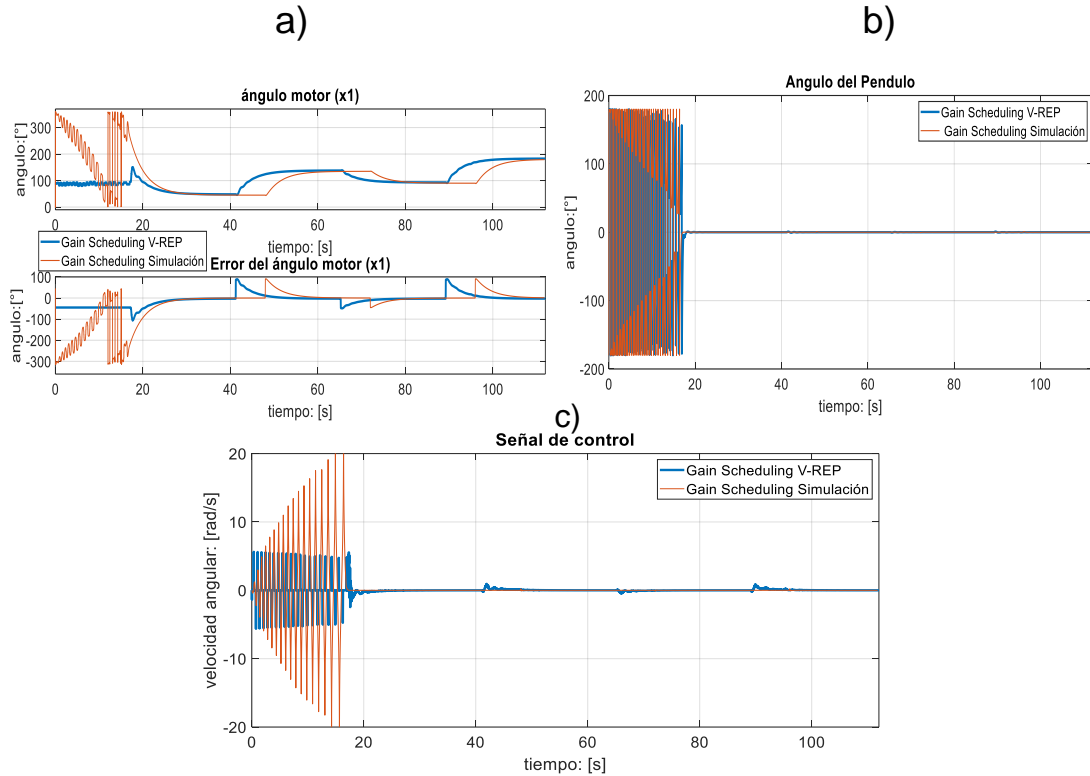 a)
ángulo motor (x1)
angulo:[°]
300
200
100
0
0
20
40
60
80
100
tiempo: [s]
Gain Scheduling V-REP
Gain Scheduling Simulación
Error del ángulo motor (x1)
angulo:[°]
100
0
-100
-200
-300
0
20
40
60
80
100
tiempo: [s]
b)
Angulo del Pendulo
Gain Scheduling V-REP
Gain Scheduling Simulación
angulo:[°]
200
100
0
-100
-200
0
20
40
60
80
100
tiempo: [s]
c)
Señal de control
Gain Scheduling V-REP
Gain Scheduling Simulación
velocidad angular: [rad/s]
20
10
0
-10
-20
0
20
40
60
80
100
tiempo: [s]